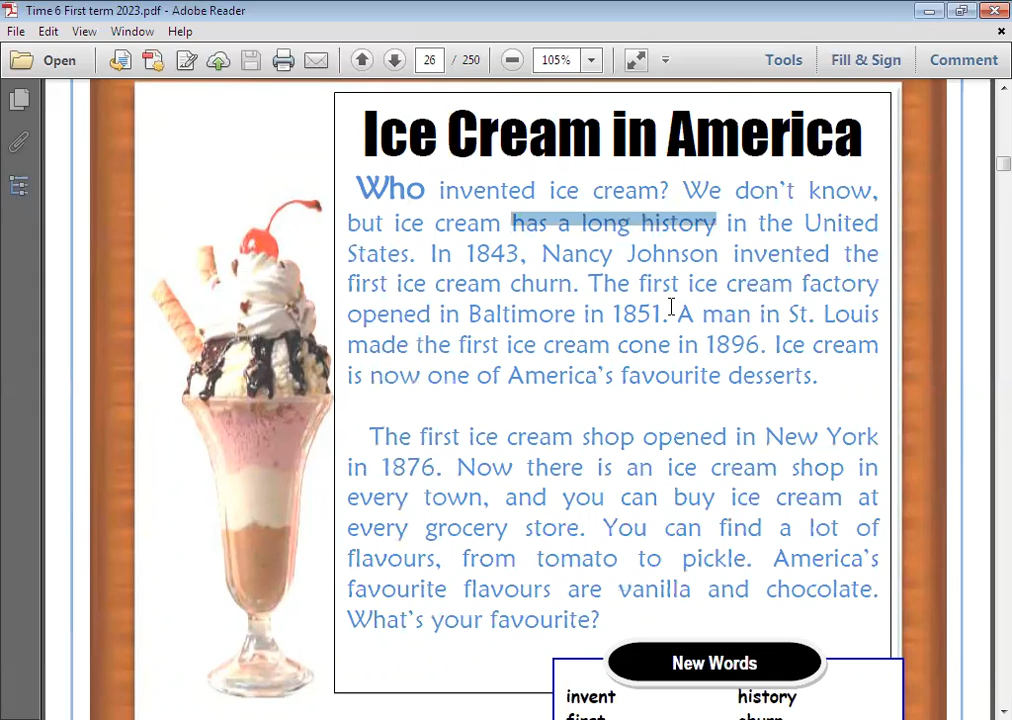 Time 6 First term 2023.pdf - Adobe Reader
File Edit View Window Help
Open 26 / 250 105% Tools Fill & Sign Comment
Ice Cream in America
Who invented ice cream? We don't know,
but ice cream has a long history in the United
States. In 1843, Nancy Johnson invented the
first ice cream churn. The first ice cream factory
opened in Baltimore in 1851. A man in St. Louis
made the first ice cream cone in 1896. Ice cream
is now one of America's favourite desserts.
The first ice cream shop opened in New York
in 1876. Now there is an ice cream shop in
every town, and you can buy ice cream at
every grocery store. You can find a lot of
flavours, from tomato to pickle. America's
favourite flavours are vanilla and chocolate.
What's your favourite?
New Words
invent history
first churn